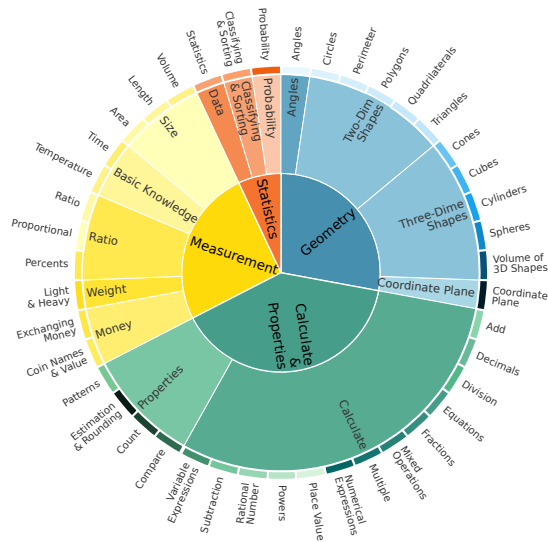 Angles
Circles
Perimeter
Polygons
Quadrilaterals
Triangles
Cones
Cubes
Cylinders
Spheres
Volume of
3D Shapes
Coordinate
Plane
Add
Decimals
Division
Equations
Fractions
Mixed
Operations
Multiple
Numerical
Expressions
Place Value
Powers
Rational
Number
Subtraction
Variable
Expressions
Compare
Count
Estimation
& Rounding
Patterns
Coin Names
& Value
Exchanging
Money
Light
& Heavy
Percents
Proportional
Ratio
Temperature
Time
Area
Length
Volume
Statistics
Classifying
& Sorting
Probability
Angles
Two-Dim
Shapes
Three-Dime
Shapes
Coordinate Plane
Calculate
Properties
Money
Weight
Ratio
Basic Knowledge
Size
Data
Classifying
& Sorting
Probability
Geometry
Calculate
&
Properties
Measurement
Statistics